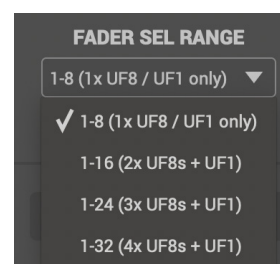 FADER SEL RANGE
1-8 (1x UF8 / UF1 only) ▼
✓ 1-8 (1x UF8 / UF1 only)
1-16 (2x UF8s + UF1)
1-24 (3x UF8s + UF1)
1-32 (4x UF8s + UF1)